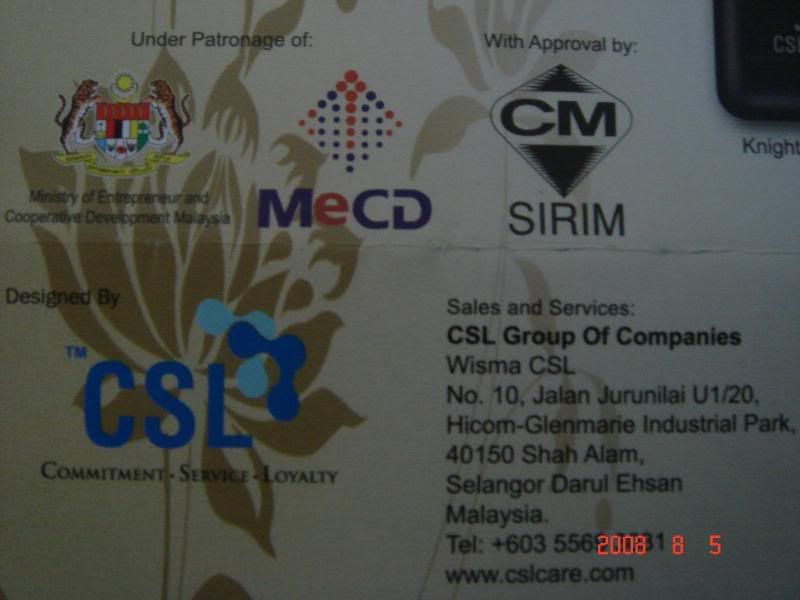 Under Patronage of:
With Approval by:
CSL
Knight
CM
SIRIM
Ministry of Entrepreneur and
Cooperative Development Malaysia
MeCD
Designed By
TM
CSL
COMMITMENT • SERVICE • LOYALTY
Sales and Services:
CSL Group Of Companies
Wisma CSL
No. 10, Jalan Jurunilai U1/20,
Hicom-Glenmarie Industrial Park,
40150 Shah Alam,
Selangor Darul Ehsan
Malaysia.
Tel: +603
www.cslcare.com
2008 8 5